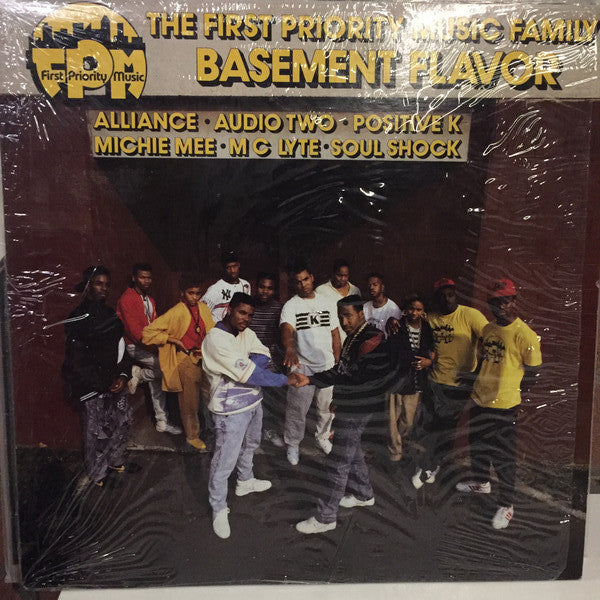 FPM
First Priority Music
THE FIRST PRIORITY MUSIC FAMILY
BASEMENT FLAVOR
ALLIANCE • AUDIO TWO • POSITIVE K
MICHIE MEE • M C LYTE • SOUL SHOCK
K